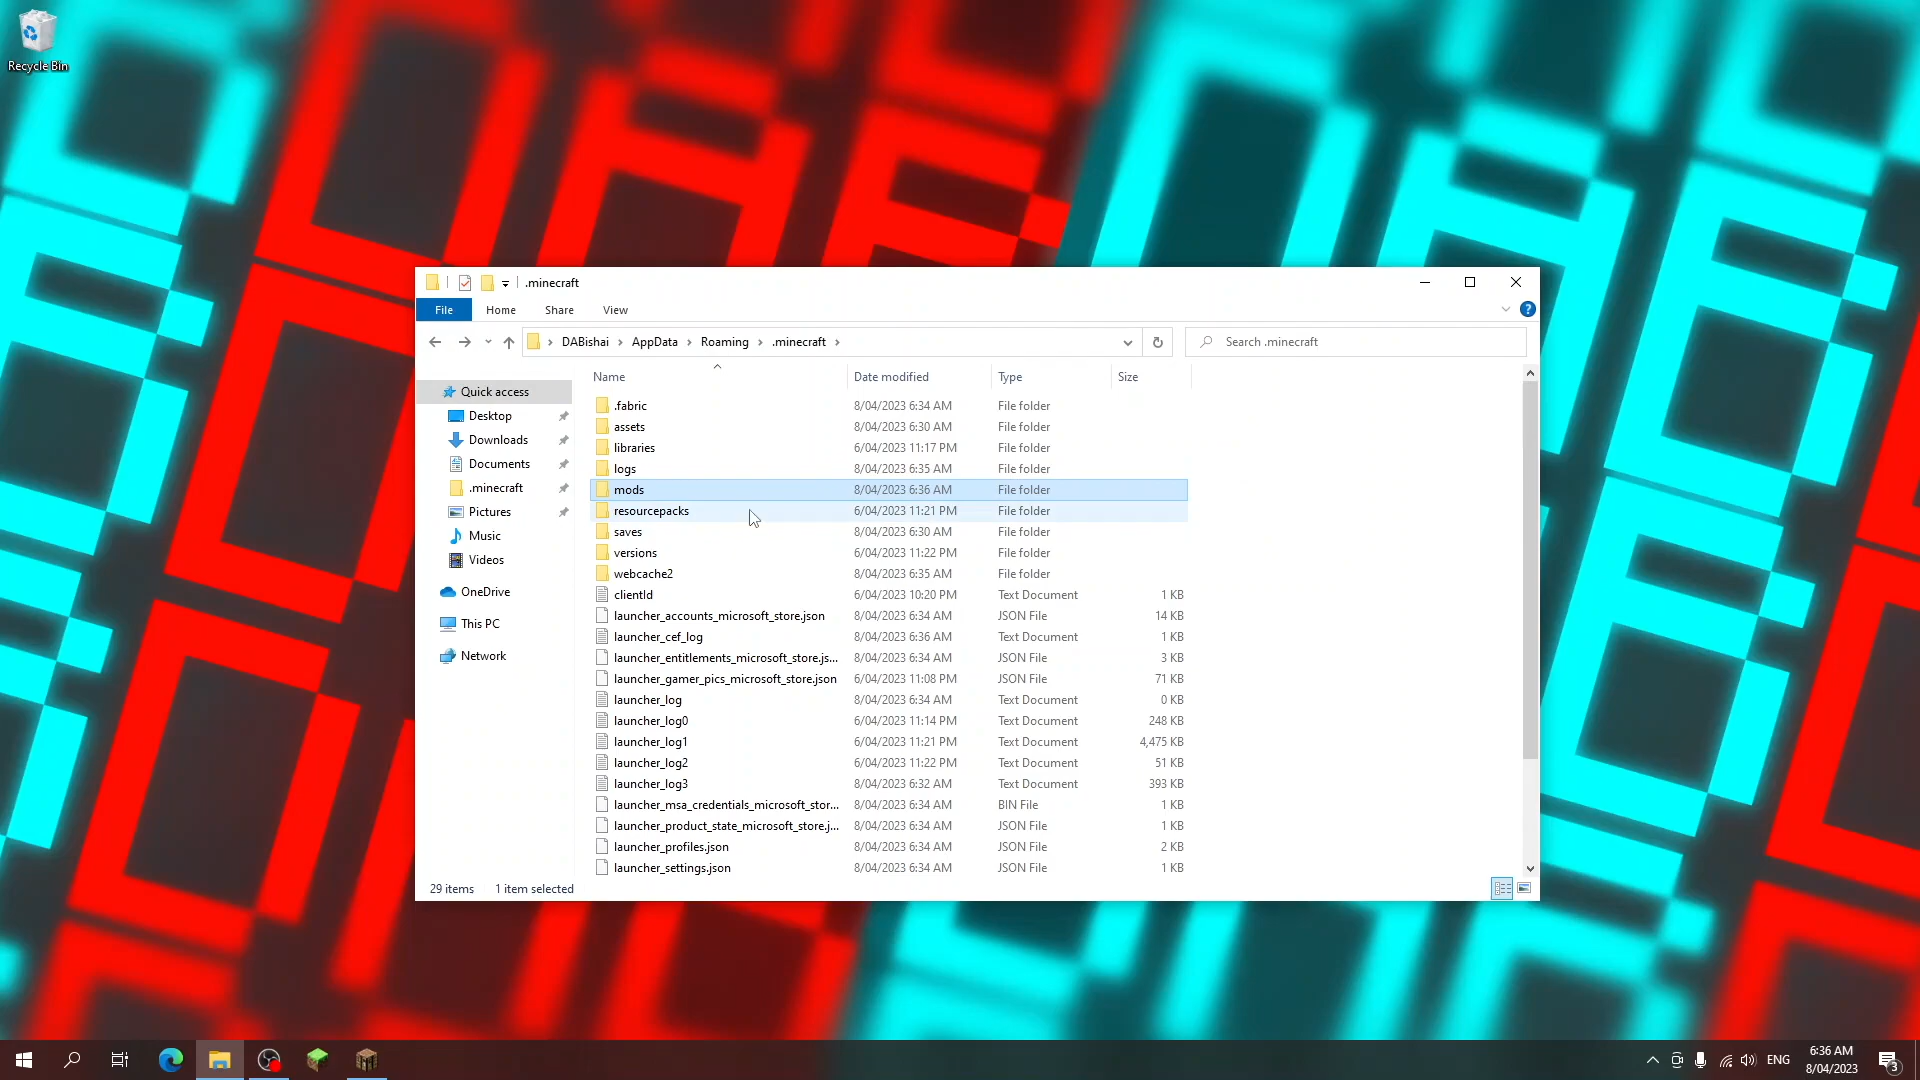 Recycle Bin
.minecraft
File Home Share View
DABishai AppData Roaming .minecraft
Search .minecraft
Name Date modified Type Size
Quick access
Desktop
Downloads
Documents
.minecraft
Pictures
Music
Videos
OneDrive
This PC
Network
.fabric 8/04/2023 6:34 AM File folder
assets 8/04/2023 6:30 AM File folder
libraries 6/04/2023 11:17 PM File folder
logs 8/04/2023 6:35 AM File folder
mods 8/04/2023 6:36 AM File folder
resourcepacks 6/04/2023 11:21 PM File folder
saves 8/04/2023 6:30 AM File folder
versions 6/04/2023 11:22 PM File folder
webcache2 8/04/2023 6:35 AM File folder
clientId 6/04/2023 10:20 PM Text Document 1 KB
launcher_accounts_microsoft_store.json 8/04/2023 6:34 AM JSON File 14 KB
launcher_cef_log 8/04/2023 6:36 AM Text Document 1 KB
launcher_entitlements_microsoft_store.js... 8/04/2023 6:34 AM JSON File 3 KB
launcher_gamer_pics_microsoft_store.json 6/04/2023 11:08 PM JSON File 71 KB
launcher_log 8/04/2023 6:34 AM Text Document 0 KB
launcher_log0 6/04/2023 11:14 PM Text Document 248 KB
launcher_log1 6/04/2023 11:21 PM Text Document 4,475 KB
launcher_log2 6/04/2023 11:22 PM Text Document 51 KB
launcher_log3 8/04/2023 6:32 AM Text Document 393 KB
launcher_msa_credentials_microsoft_stor... 8/04/2023 6:34 AM BIN File 1 KB
launcher_product_state_microsoft_store.j... 8/04/2023 6:34 AM JSON File 1 KB
launcher_profiles.json 8/04/2023 6:34 AM JSON File 2 KB
launcher_settings.json 8/04/2023 6:34 AM JSON File 1 KB
29 items 1 item selected
ENG
6:36 AM
8/04/2023
3